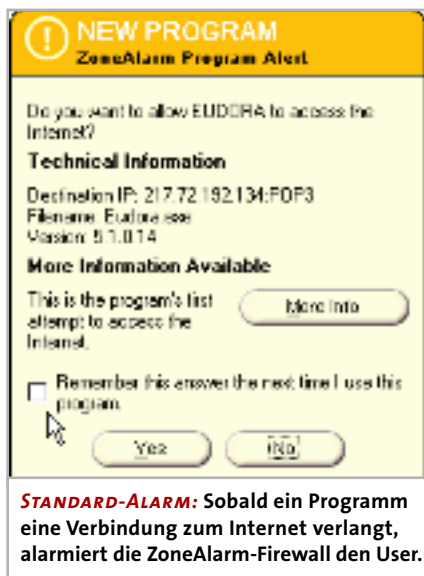 NEW PROGRAM
ZoneAlarm Program Alert
Do you want to allow EUDORA to access the
Internet?
Technical Information
Destination IP: 217.72.192.134:POP3
Filename: Eudora.exe
Version: 5.1.0.14
More Information Available
This is the program's first
attempt to access the
Internet.
More Info
Remember this answer the next time I use this
program.
Yes
No
STANDARD-ALARM: Sobald ein Programm
eine Verbindung zum Internet verlangt,
alarmiert die ZoneAlarm-Firewall den User.